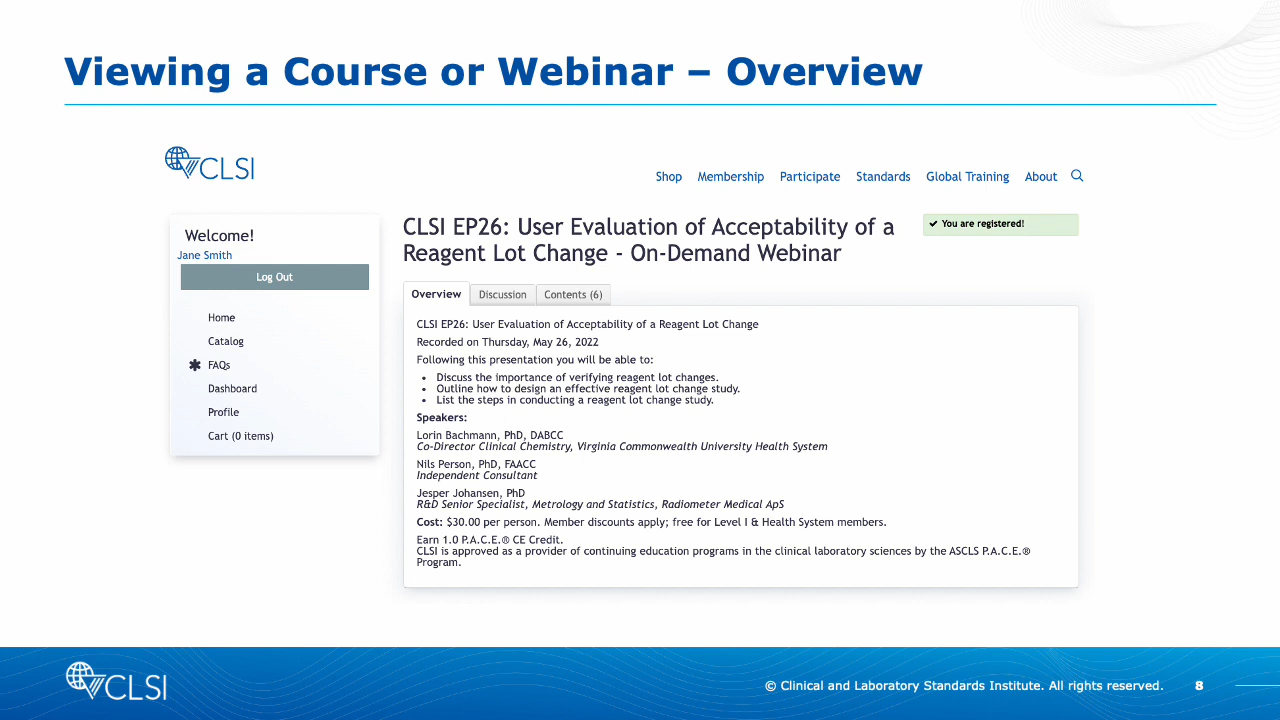 Viewing a Course or Webinar – Overview
CLSI
Shop Membership Participate Standards Global Training About
Welcome!
Jane Smith
Log Out
Home
Catalog
FAQs
Dashboard
Profile
Cart (0 items)
CLSI EP26: User Evaluation of Acceptability of a
Reagent Lot Change - On-Demand Webinar
You are registered!
Overview Discussion Contents (6)
CLSI EP26: User Evaluation of Acceptability of a Reagent Lot Change
Recorded on Thursday, May 26, 2022
Following this presentation you will be able to:
• Discuss the importance of verifying reagent lot changes.
• Outline how to design an effective reagent lot change study.
• List the steps in conducting a reagent lot change study.
Speakers:
Lorin Bachmann, PhD, DABCC
Co-Director Clinical Chemistry, Virginia Commonwealth University Health System
Nils Person, PhD, FAACC
Independent Consultant
Jesper Johansen, PhD
R&D Senior Specialist, Metrology and Statistics, Radiometer Medical ApS
Cost: $30.00 per person. Member discounts apply; free for Level I & Health System members.
Earn 1.0 P.A.C.E.® CE Credit.
CLSI is approved as a provider of continuing education programs in the clinical laboratory sciences by the ASCLS P.A.C.E.®
Program.
CLSI
© Clinical and Laboratory Standards Institute. All rights reserved. 8